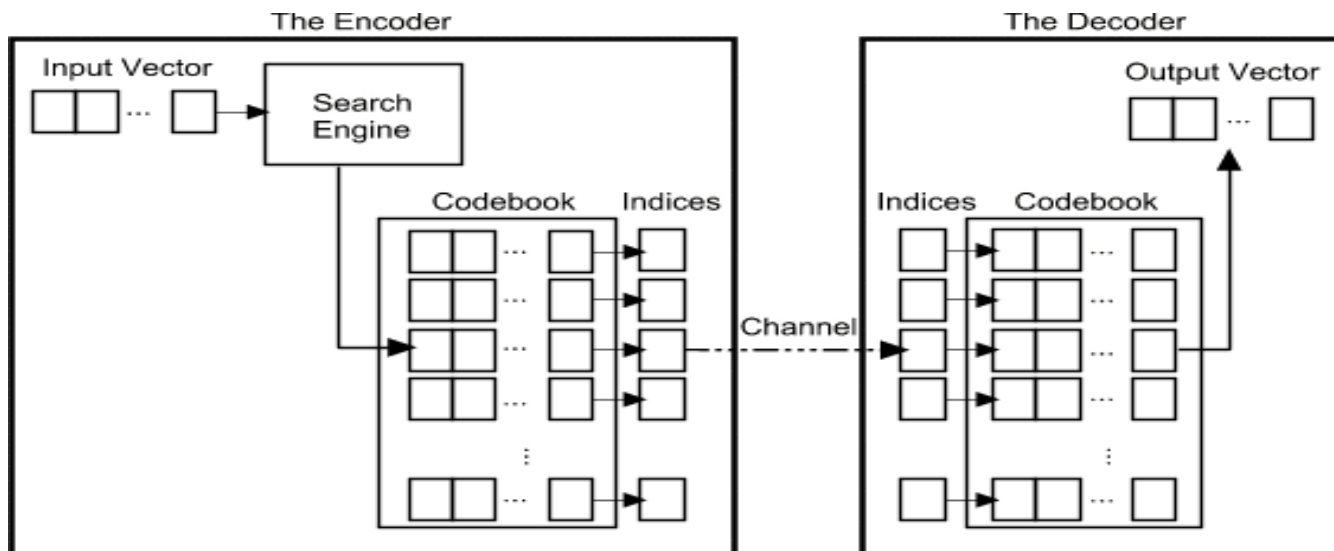 The Encoder
The Decoder
Input Vector
Search
Engine
Output Vector
...
...
Codebook
Indices
Indices
Codebook
...
...
...
...
...
Channel
...
...
...
...
...
...
...